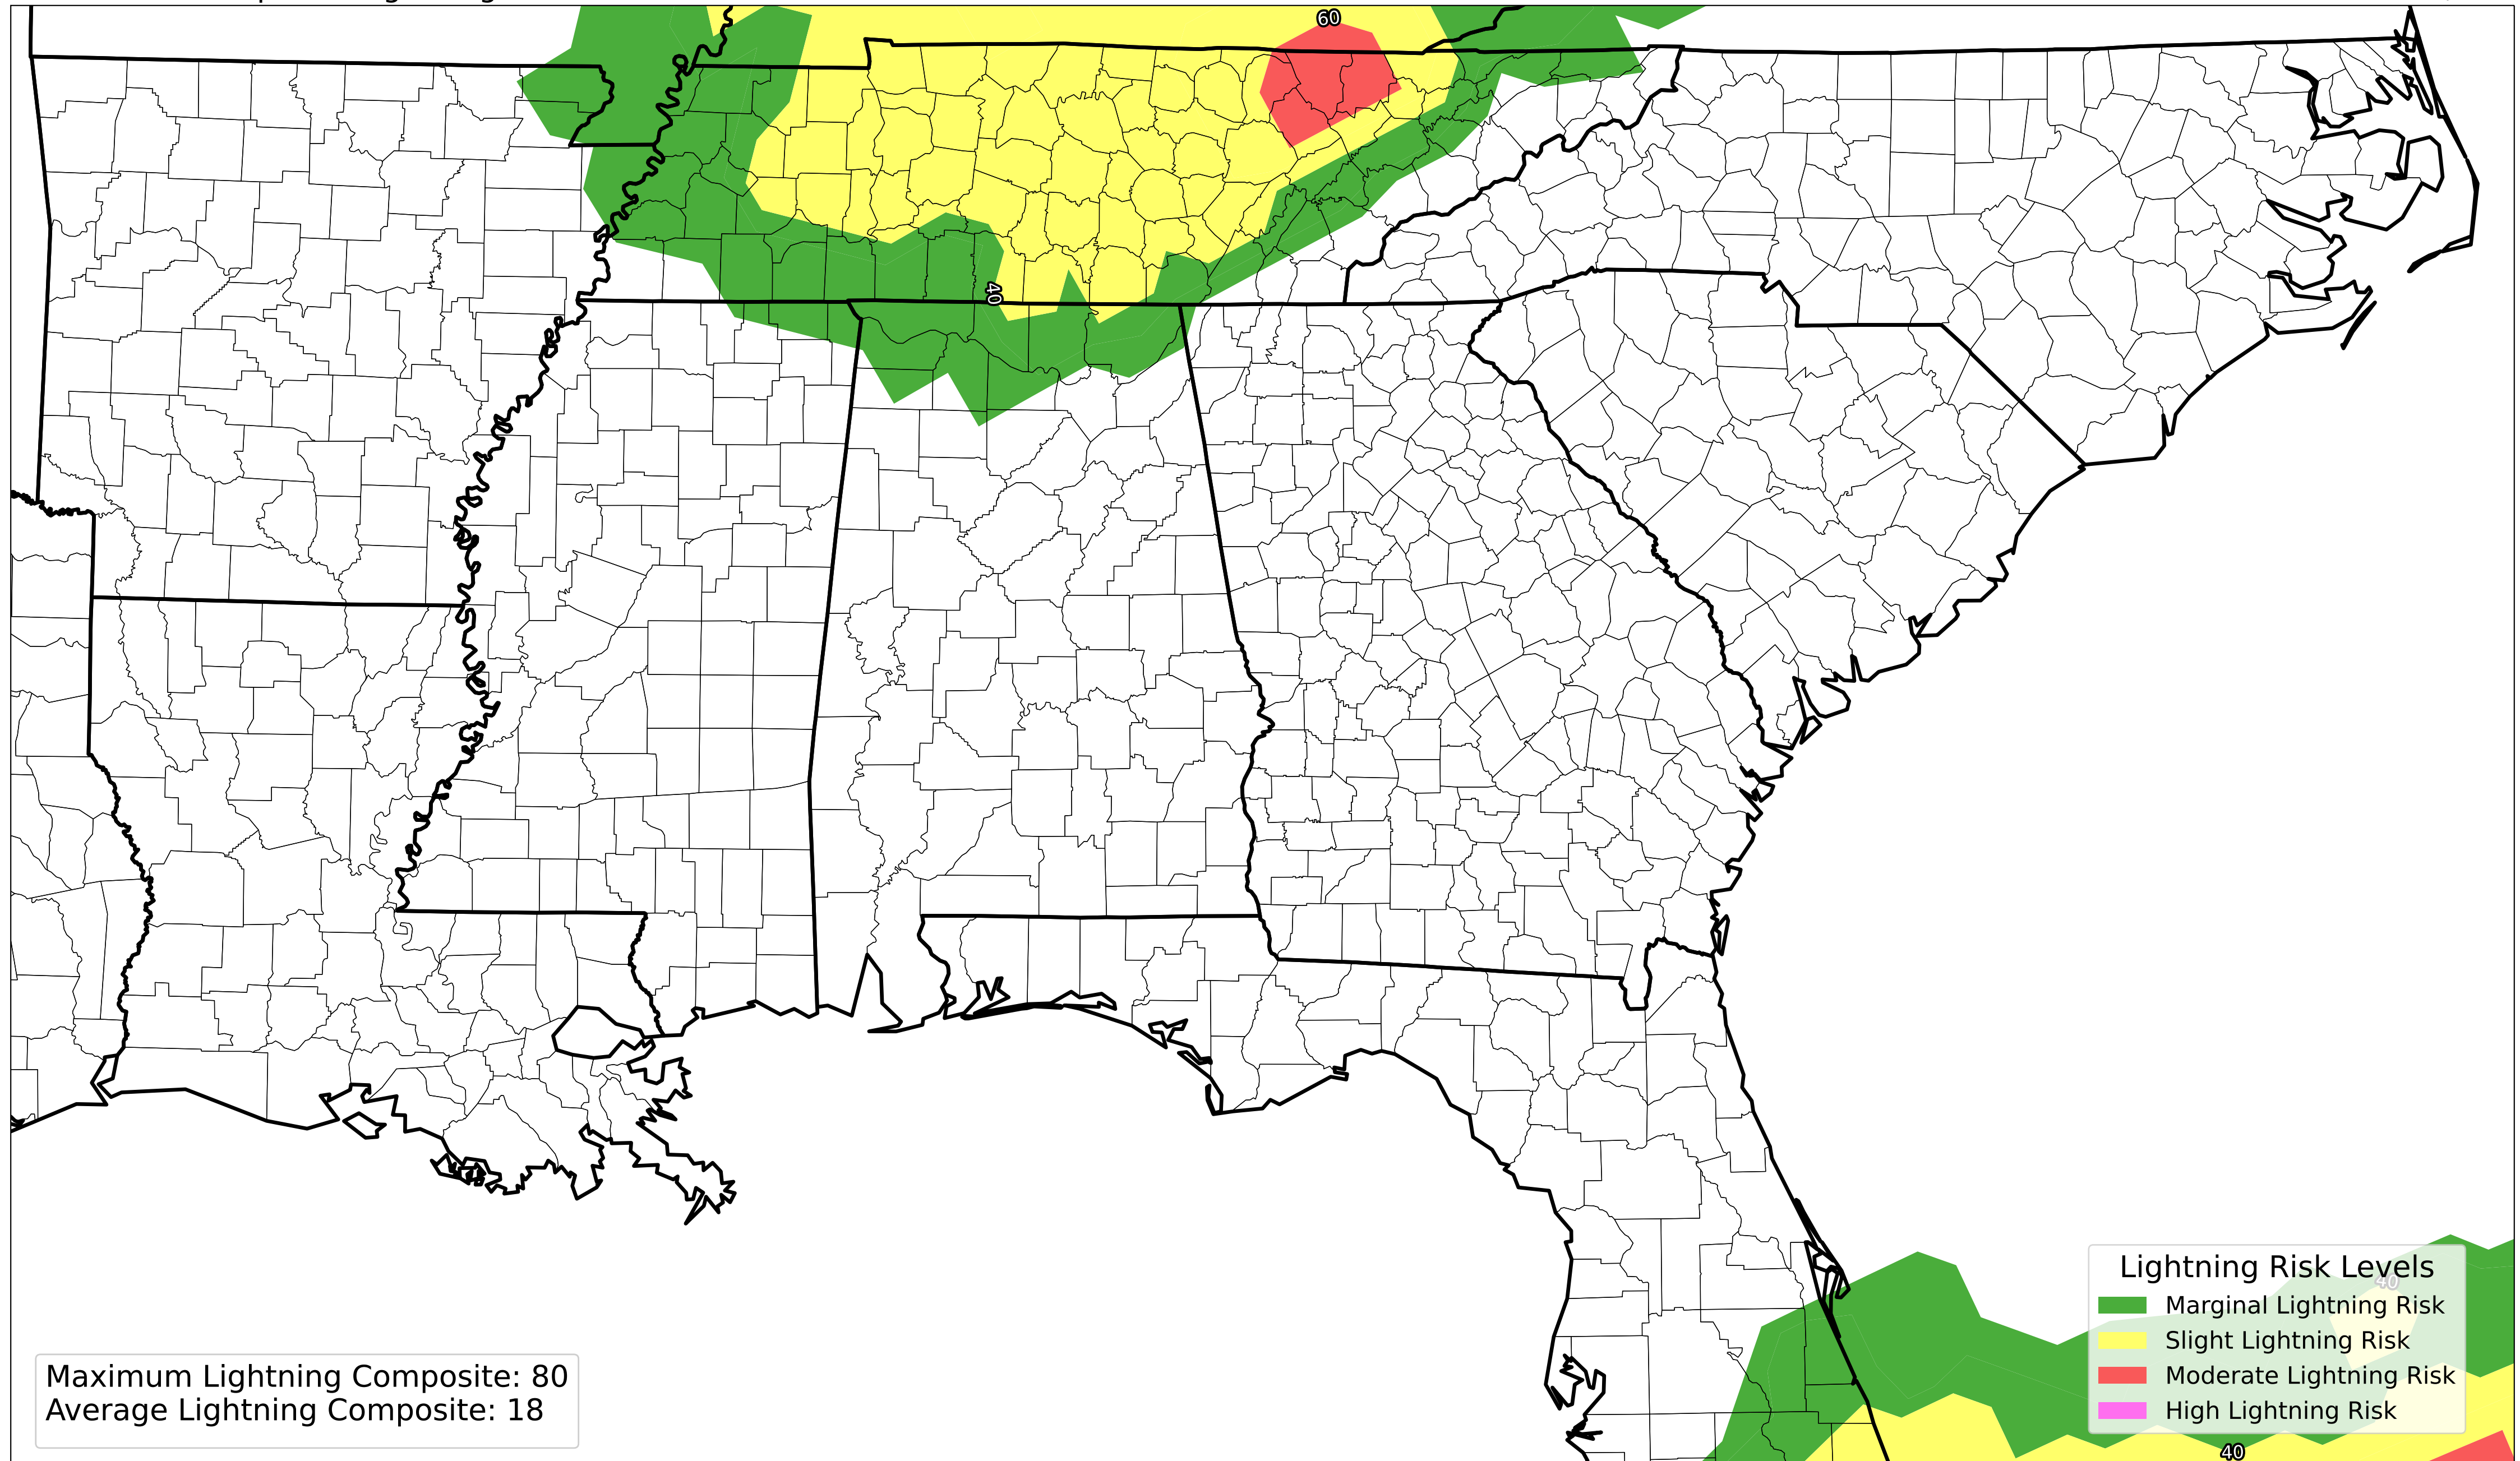 60
40
Lightning Risk Levels
40
Marginal Lightning Risk
Slight Lightning Risk
Moderate Lightning Risk
High Lightning Risk
Maximum Lightning Composite: 80
Average Lightning Composite: 18
40